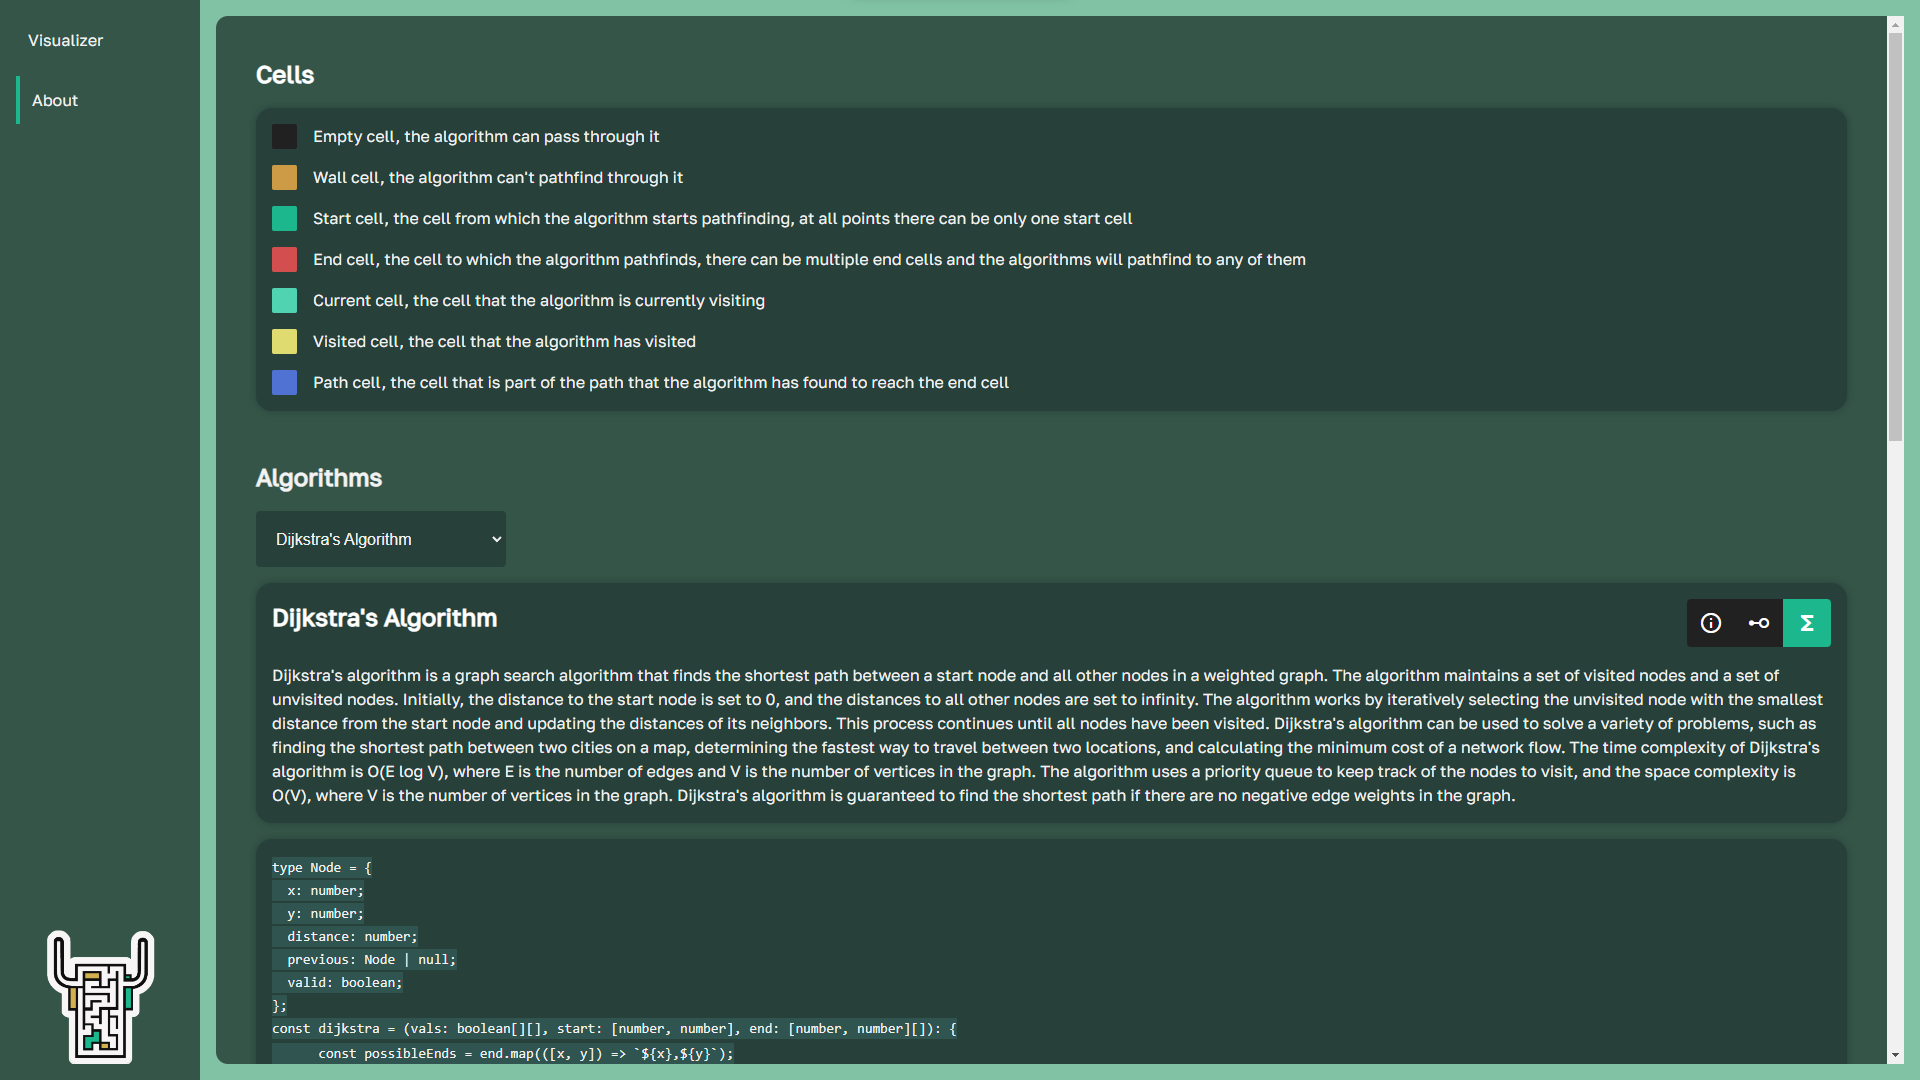 Visualizer
About
Cells
Empty cell, the algorithm can pass through it
Wall cell, the algorithm can't pathfind through it
Start cell, the cell from which the algorithm starts pathfinding, at all points there can be only one start cell
End cell, the cell to which the algorithm pathfinds, there can be multiple end cells and the algorithms will pathfind to any of them
Current cell, the cell that the algorithm is currently visiting
Visited cell, the cell that the algorithm has visited
Path cell, the cell that is part of the path that the algorithm has found to reach the end cell
Algorithms
Dijkstra's Algorithm
Dijkstra's Algorithm
Σ
Dijkstra's algorithm is a graph search algorithm that finds the shortest path between a start node and all other nodes in a weighted graph. The algorithm maintains a set of visited nodes and a set of
unvisited nodes. Initially, the distance to the start node is set to 0, and the distances to all other nodes are set to infinity. The algorithm works by iteratively selecting the unvisited node with the smallest
distance from the start node and updating the distances of its neighbors. This process continues until all nodes have been visited. Dijkstra's algorithm can be used to solve a variety of problems, such as
finding the shortest path between two cities on a map, determining the fastest way to travel between two locations, and calculating the minimum cost of a network flow. The time complexity of Dijkstra's
algorithm is O(E log V), where E is the number of edges and V is the number of vertices in the graph. The algorithm uses a priority queue to keep track of the nodes to visit, and the space complexity is
O(V), where V is the number of vertices in the graph. Dijkstra's algorithm is guaranteed to find the shortest path if there are no negative edge weights in the graph.
type Node = {
  x: number;
  y: number;
  distance: number;
  previous: Node | null;
  valid: boolean;
};
const dijkstra = (vals: boolean[][], start: [number, number], end: [number, number][]): {
      const possibleEnds = end.map(([x, y]) => `${x},${y}`);